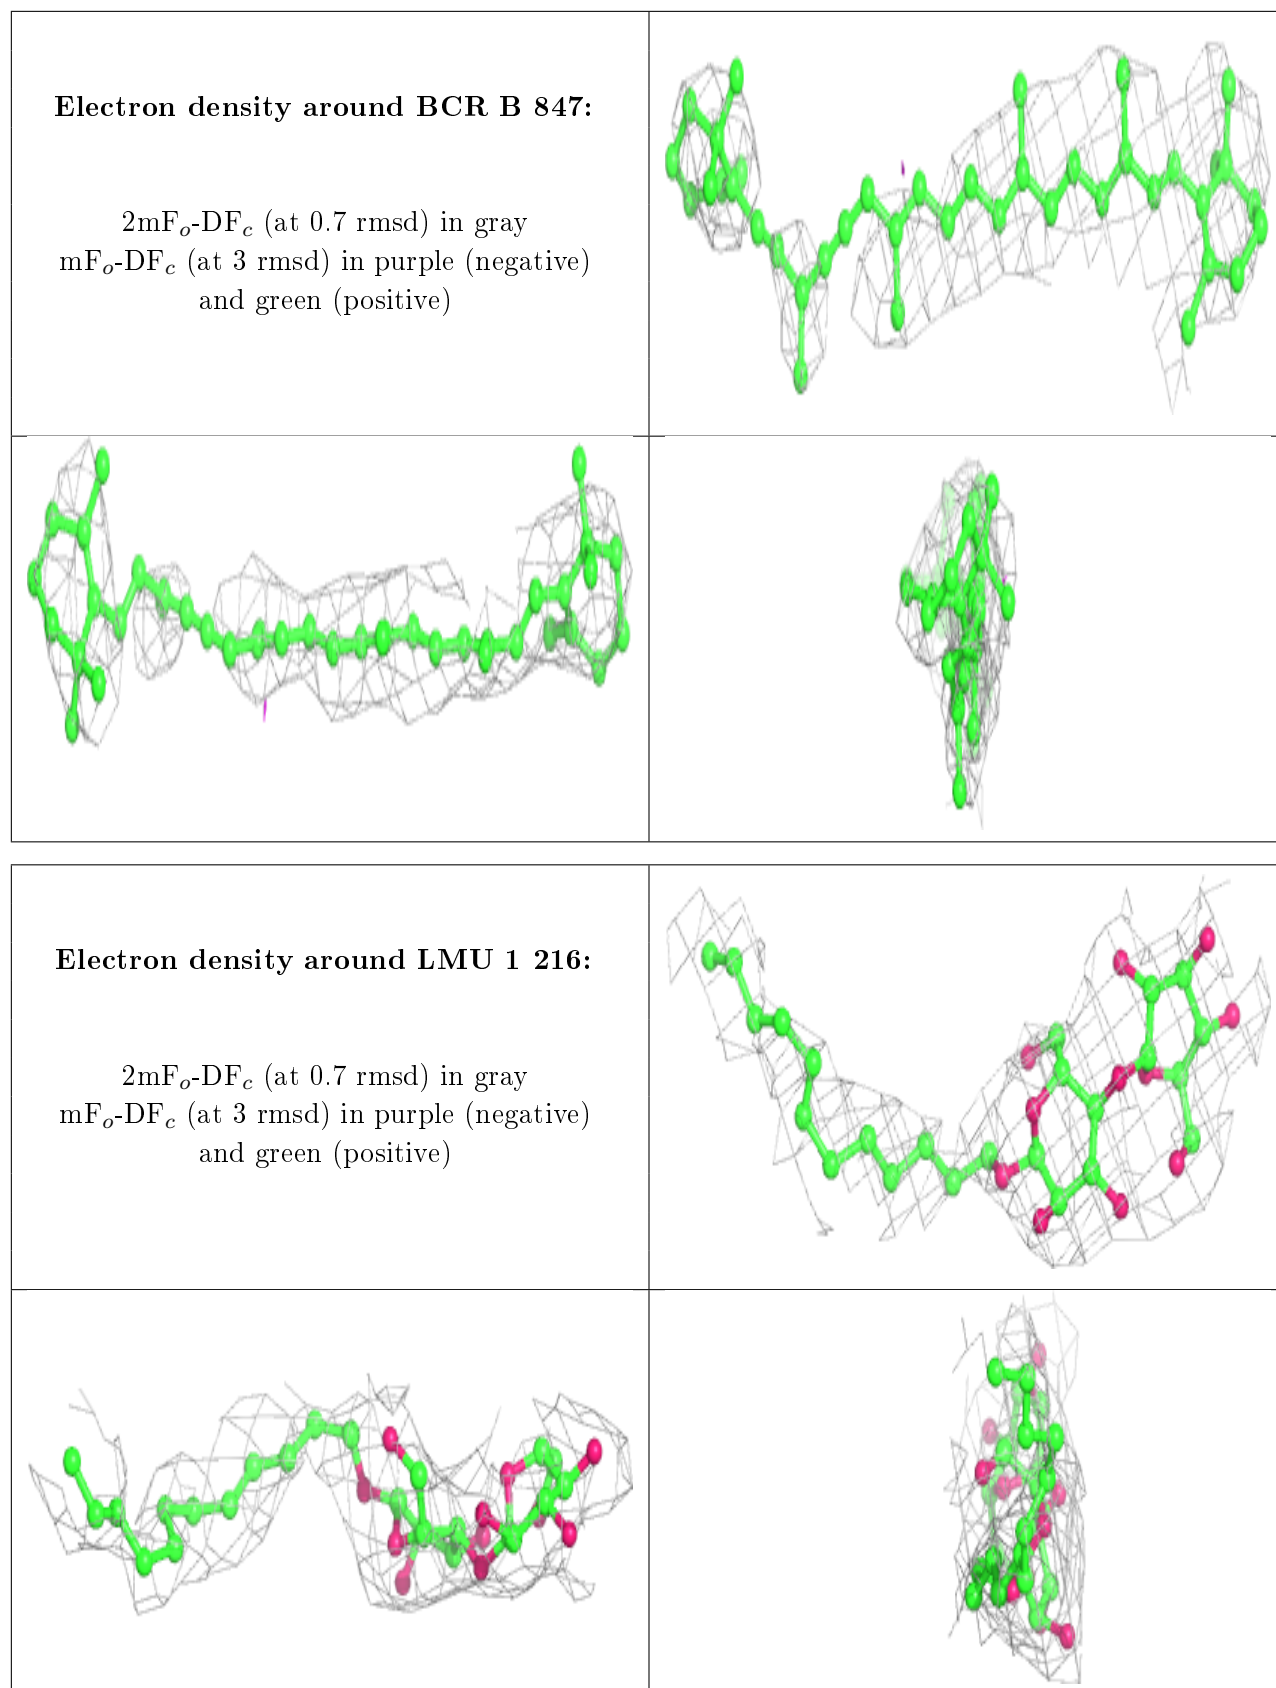 Electron density around BCR B 847:
2mFo-DFc (at 0.7 rmsd) in gray
mFo-DFc (at 3 rmsd) in purple (negative)
and green (positive)
Electron density around LMU 1 216:
2mFo-DFc (at 0.7 rmsd) in gray
mFo-DFc (at 3 rmsd) in purple (negative)
and green (positive)